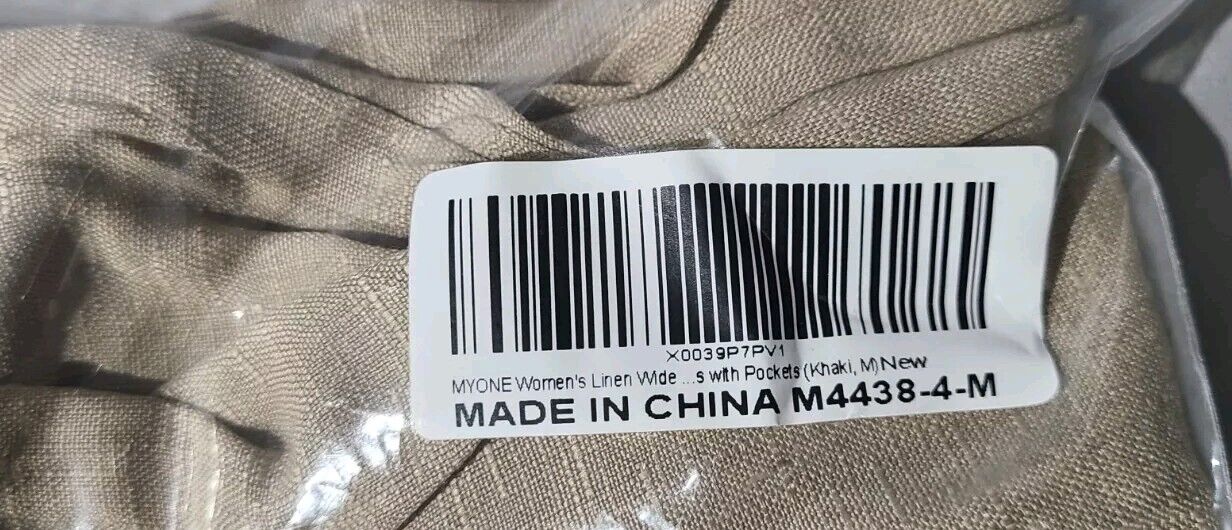 X0039P7PV1
MYONE Women's Linen Wide ...s with Pockets (Khaki, M) New
MADE IN CHINA M4438-4-M